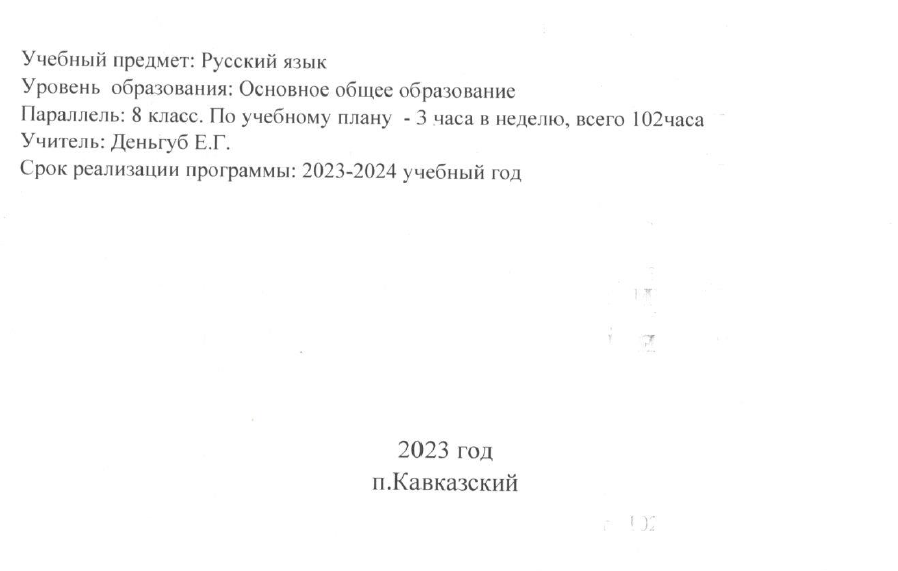 Учебный предмет: Русский язык
Уровень  образования: Основное общее образование
Параллель: 8 класс. По учебному плану  - 3 часа в неделю, всего 102часа
Учитель: Деньгуб Е.Г.
Срок реализации программы: 2023-2024 учебный год
2023 год
п.Кавказский